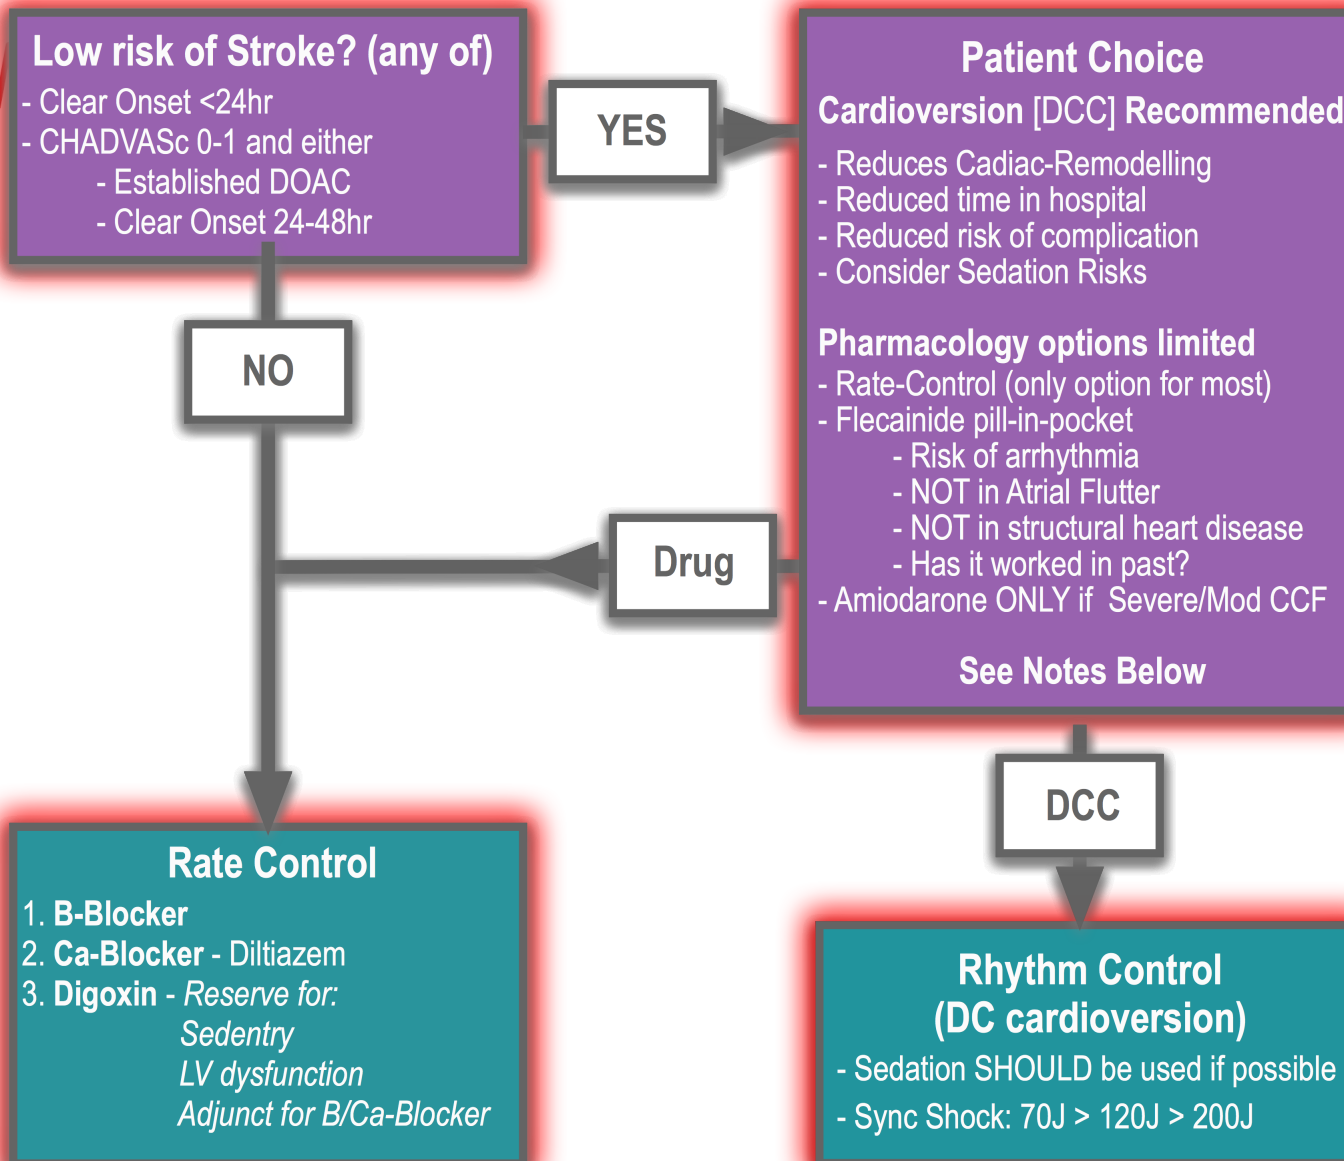 Low risk of Stroke? (any of)
- Clear Onset <24hr
- CHADVASc 0-1 and either
- Established DOAC
- Clear Onset 24-48hr
YES
NO
Patient Choice
Cardioversion [DCC] Recommended
- Reduces Cadiac-Remodelling
- Reduced time in hospital
- Reduced risk of complication
- Consider Sedation Risks
Pharmacology options limited
- Rate-Control (only option for most)
- Flecainide pill-in-pocket
- Risk of arrhythmia
- NOT in Atrial Flutter
- NOT in structural heart disease
- Has it worked in past?
- Amiodarone ONLY if Severe/Mod CCF
See Notes Below
Drug
DCC
Rate Control
1. B-Blocker
2. Ca-Blocker - Diltiazem
3. Digoxin - Reserve for:
Sedentry
LV dysfunction
Adjunct for B/Ca-Blocker
Rhythm Control
(DC cardioversion)
- Sedation SHOULD be used if possible
- Sync Shock: 70J > 120J > 200J